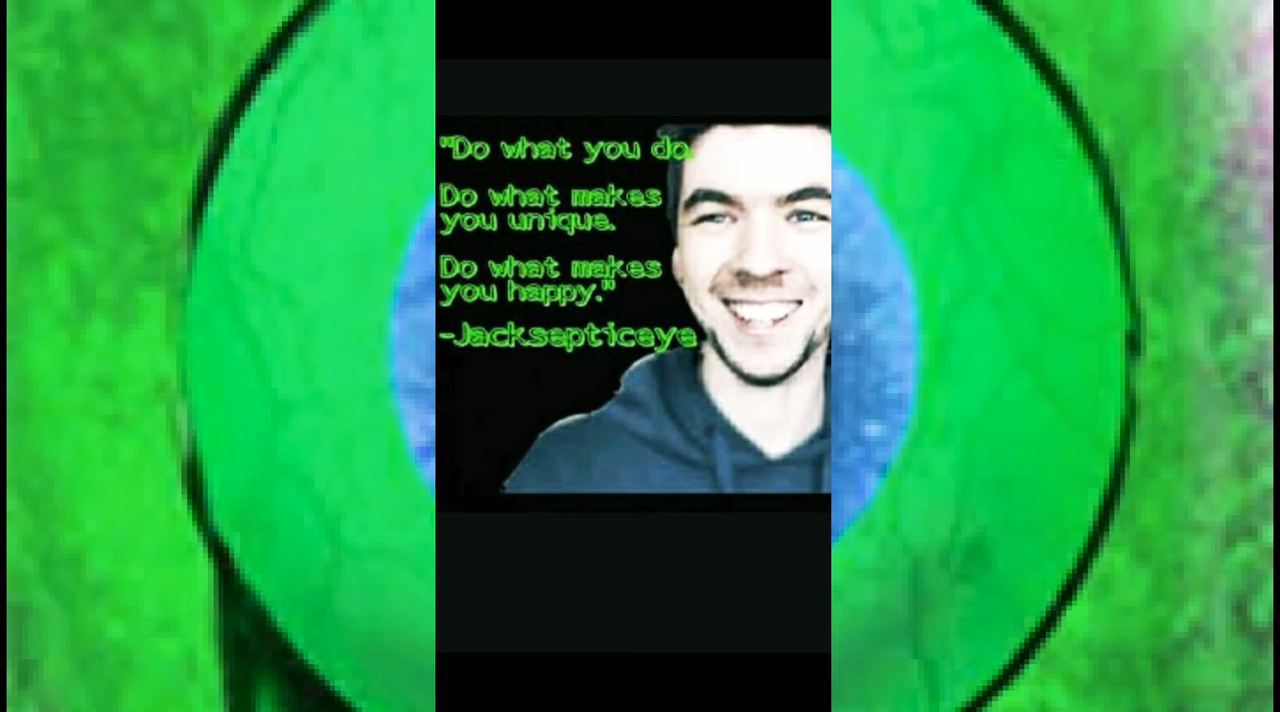 "Do what you do.
Do what makes
you unique.
Do what makes
you happy."
-Jacksepticeye